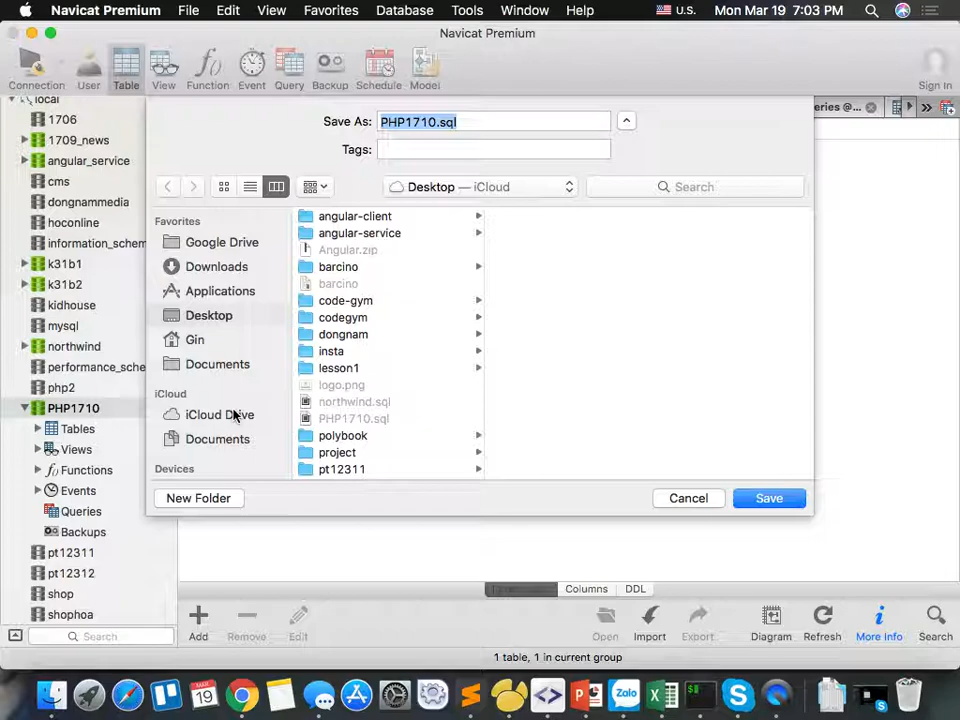 Navicat Premium File Edit View Favorites Database Tools Window Help U.S. Mon Mar 19 7:03 PM
Navicat Premium
Connection User Table View Function Event Query Backup Schedule Model Sign In
local
1706
1709_news
angular_service
cms
dongnammedia
hoconline
information_schem
k31b1
k31b2
kidhouse
mysql
northwind
performance_sche
php2
PHP1710
Tables
Views
Functions
Events
Queries
Backups
pt12311
pt12312
shop
shophoa
Search
eries @...
Save As: PHP1710.sql
Tags:
Desktop — iCloud
Search
Favorites
Google Drive
Downloads
Applications
Desktop
Gin
Documents
iCloud
iCloud Drive
Documents
Devices
angular-client
angular-service
Angular.zip
barcino
barcino
code-gym
codegym
dongnam
insta
lesson1
logo.png
northwind.sql
PHP1710.sql
polybook
project
pt12311
New Folder Cancel Save
Columns DDL
Add Remove Edit Open Import Export Diagram Refresh More Info Search
1 table, 1 in current group
19
Zalo